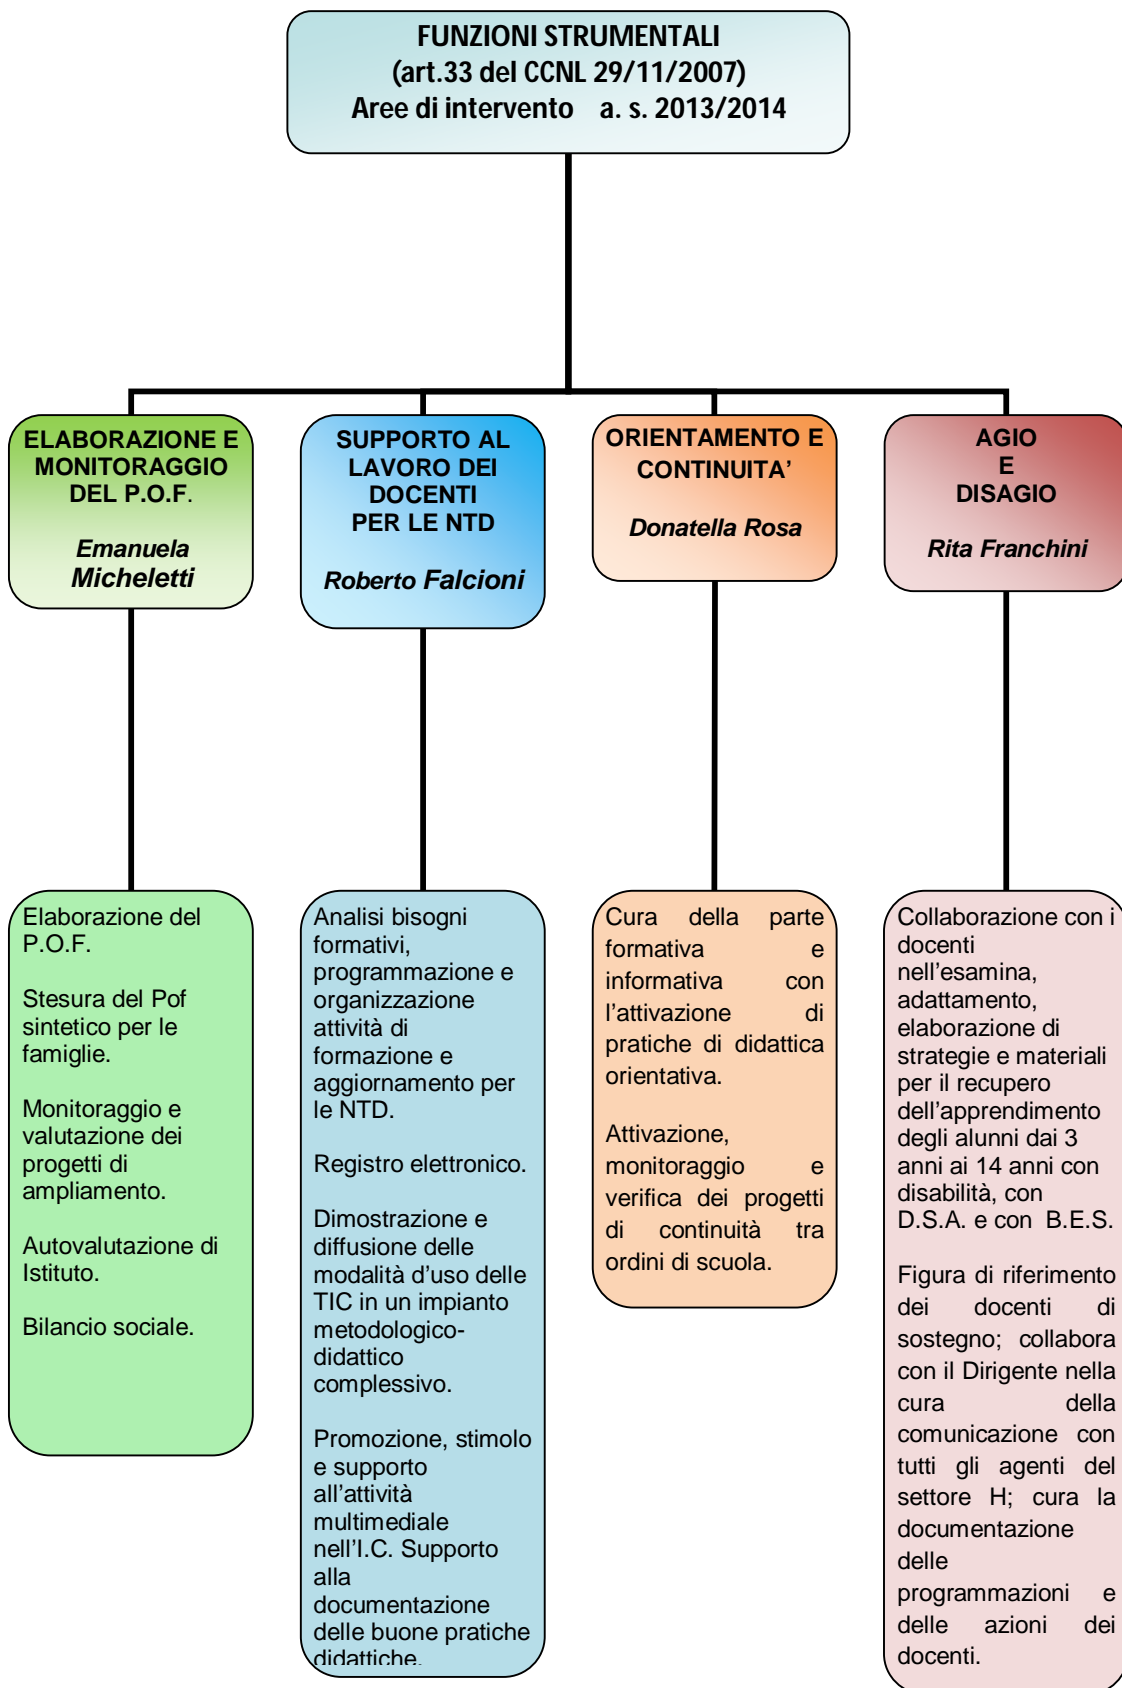 FUNZIONI STRUMENTALI
(art.33 del CCNL 29/11/2007)
Aree di intervento a. s. 2013/2014
ELABORAZIONE E
MONITORAGGIO
DEL P.O.F.
Emanuela
Micheletti
SUPPORTO AL
LAVORO DEI
DOCENTI
PER LE NTD
Roberto Falcioni
ORIENTAMENTO E
CONTINUITA’
Donatella Rosa
AGIO
E
DISAGIO
Rita Franchini
Elaborazione del
P.O.F.
Stesura del Pof
sintetico per le
famiglie.
Monitoraggio e
valutazione dei
progetti di
ampliamento.
Autovalutazione di
Istituto.
Bilancio sociale.
Analisi bisogni
formativi,
programmazione e
organizzazione
attività di
formazione e
aggiornamento per
le NTD.
Registro elettronico.
Dimostrazione e
diffusione delle
modalità d’uso delle
TIC in un impianto
metodologico-
didattico
complessivo.
Promozione, stimolo
e supporto
all’attività
multimediale
nell’I.C. Supporto
alla
documentazione
delle buone pratiche
didattiche.
Cura della parte
formativa e
informativa con
l’attivazione di
pratiche di didattica
orientativa.
Attivazione,
monitoraggio e
verifica dei progetti
di continuità tra
ordini di scuola.
Collaborazione con i
docenti
nell’esamina,
adattamento,
elaborazione di
strategie e materiali
per il recupero
dell’apprendimento
degli alunni dai 3
anni ai 14 anni con
disabilità, con
D.S.A. e con B.E.S.
Figura di riferimento
dei docenti di
sostegno; collabora
con il Dirigente nella
cura della
comunicazione con
tutti gli agenti del
settore H; cura la
documentazione
delle
programmazioni e
delle azioni dei
docenti.